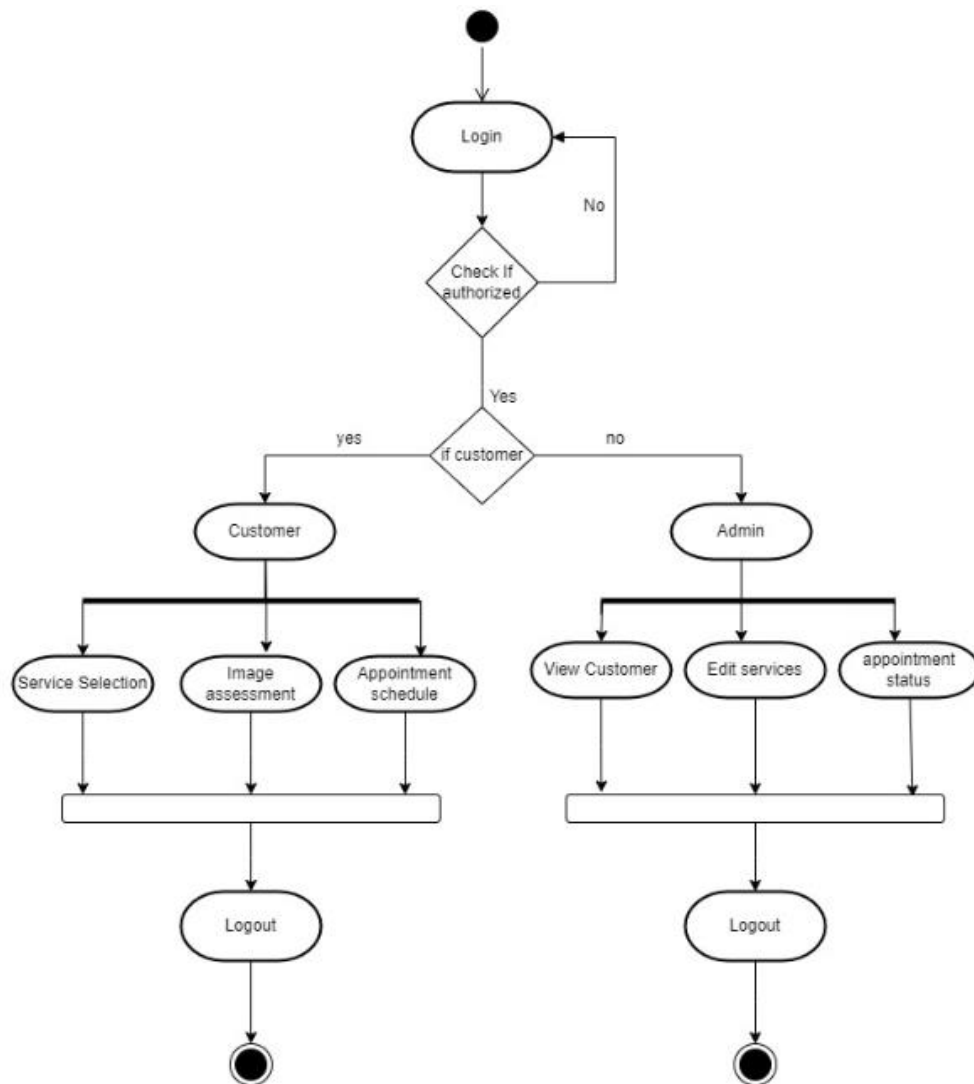 Login
No
Check If
authorized
Yes
yes
if customer
no
Customer
Admin
Service Selection
Image
assessment
Appointment
schedule
View Customer
Edit services
appointment
status
Logout
Logout